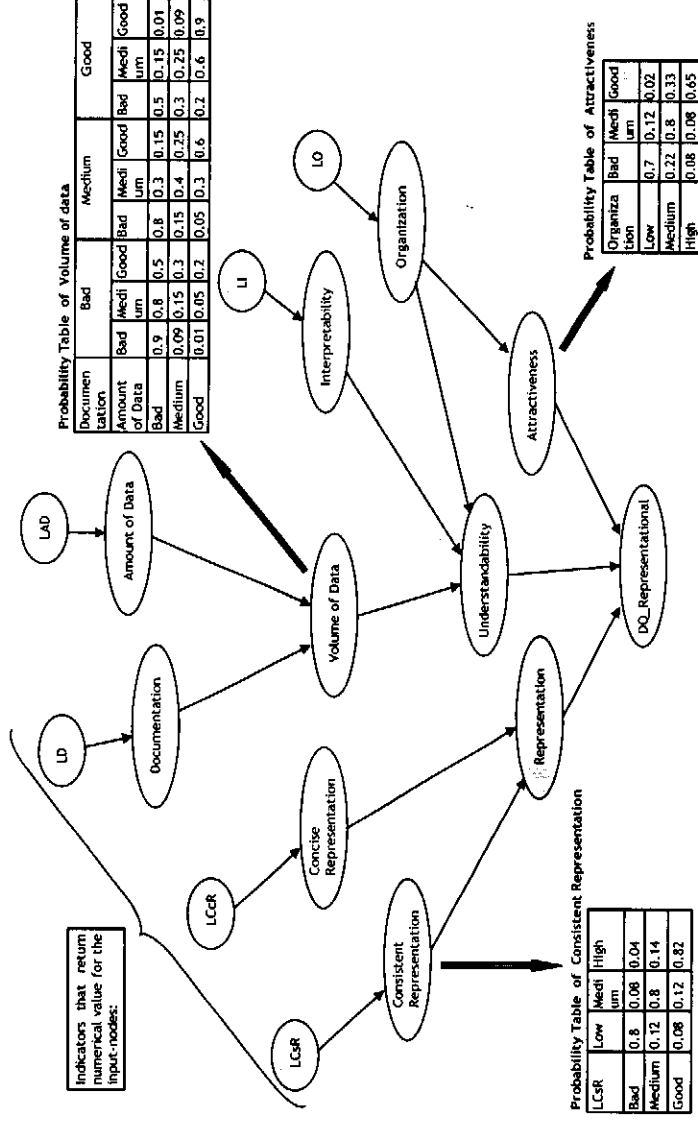 Indicators that return
numerical value for the
input-nodes:
Probability Table of Volume of data
Documen
tation
Bad
Medium
Good
Amount
of Data
Bad Medi
um Good Bad Medi
um Good Bad Medi
um Good
Bad 0.9 0.8 0.5 0.8 0.3 0.15 0.5 0.15 0.01
Medium 0.09 0.15 0.3 0.15 0.4 0.25 0.3 0.25 0.09
Good 0.01 0.05 0.2 0.05 0.3 0.6 0.2 0.6 0.9
LCsR
LCcR
LD
LAD
LI
LO
Consistent
Representation
Concise
Representation
Documentation
Amount of Data
Interpretability
Organization
Volume of Data
Representation
Understandability
Attractiveness
DQ_Representational
Probability Table of Consistent Representation
LCsR Low Medi
um High
Bad 0.8 0.08 0.04
Medium 0.12 0.8 0.14
Good 0.08 0.12 0.82
Probability Table of Attractiveness
Organiza
tion Bad Medi
um Good
Low 0.7 0.12 0.02
Medium 0.22 0.8 0.33
High 0.08 0.08 0.65